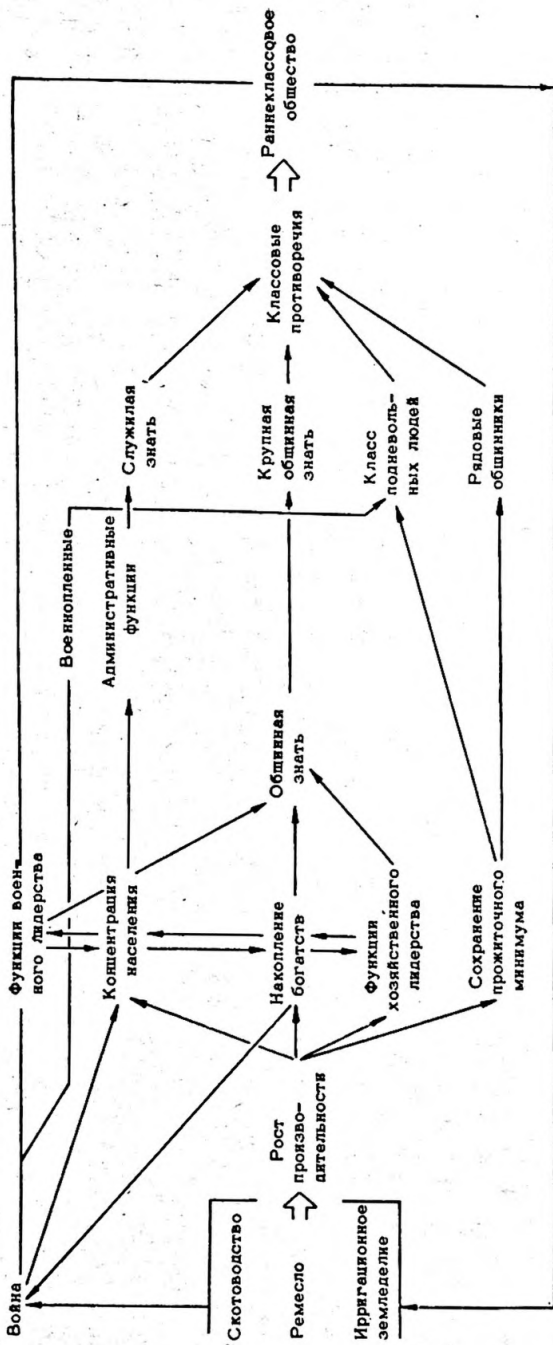 Война
Скотоводство
Ремесло
Ирригационное
земледелие
Рост
произво-
дительности
Функции воен-
ного лидерства
Концентрация
населения
Накопление
богатств
Функции
хозяйственного
лидерства
Сохранение
прожиточного
минимума
Военнопленные
Административные
функции
Общинная
знать
Служилая
знать
Крупная
общинная
знать
Класс
подневоль-
ных людей
Рядовые
общинники
Классовые
противоречия
Раннеклассовое
общество